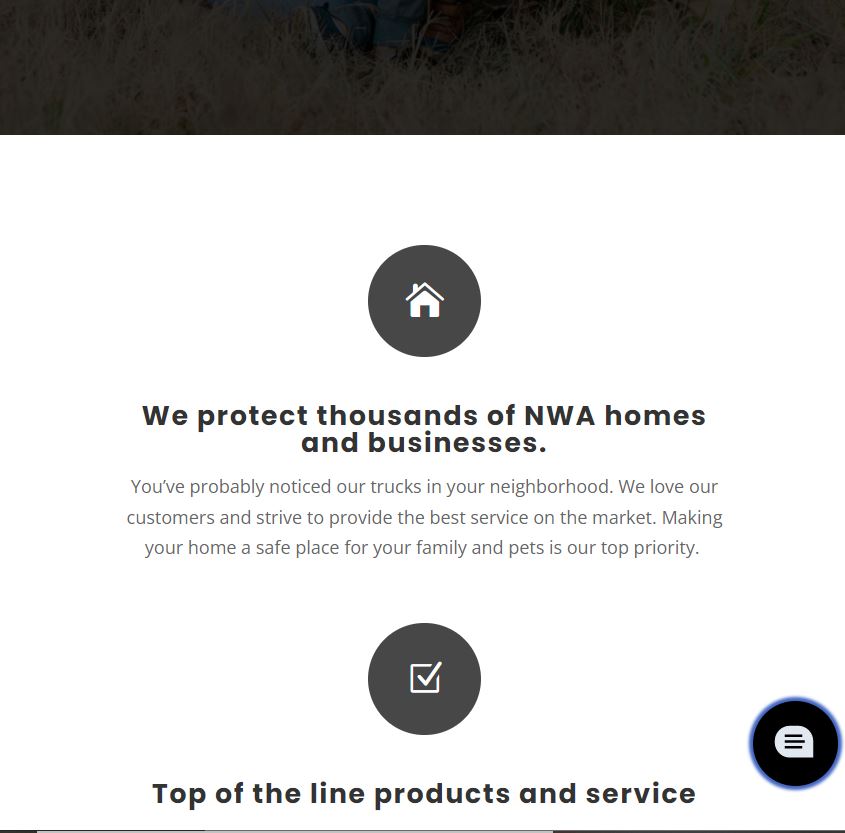 We protect thousands of NWA homes
and businesses.
You’ve probably noticed our trucks in your neighborhood. We love our
customers and strive to provide the best service on the market. Making
your home a safe place for your family and pets is our top priority.
Top of the line products and service